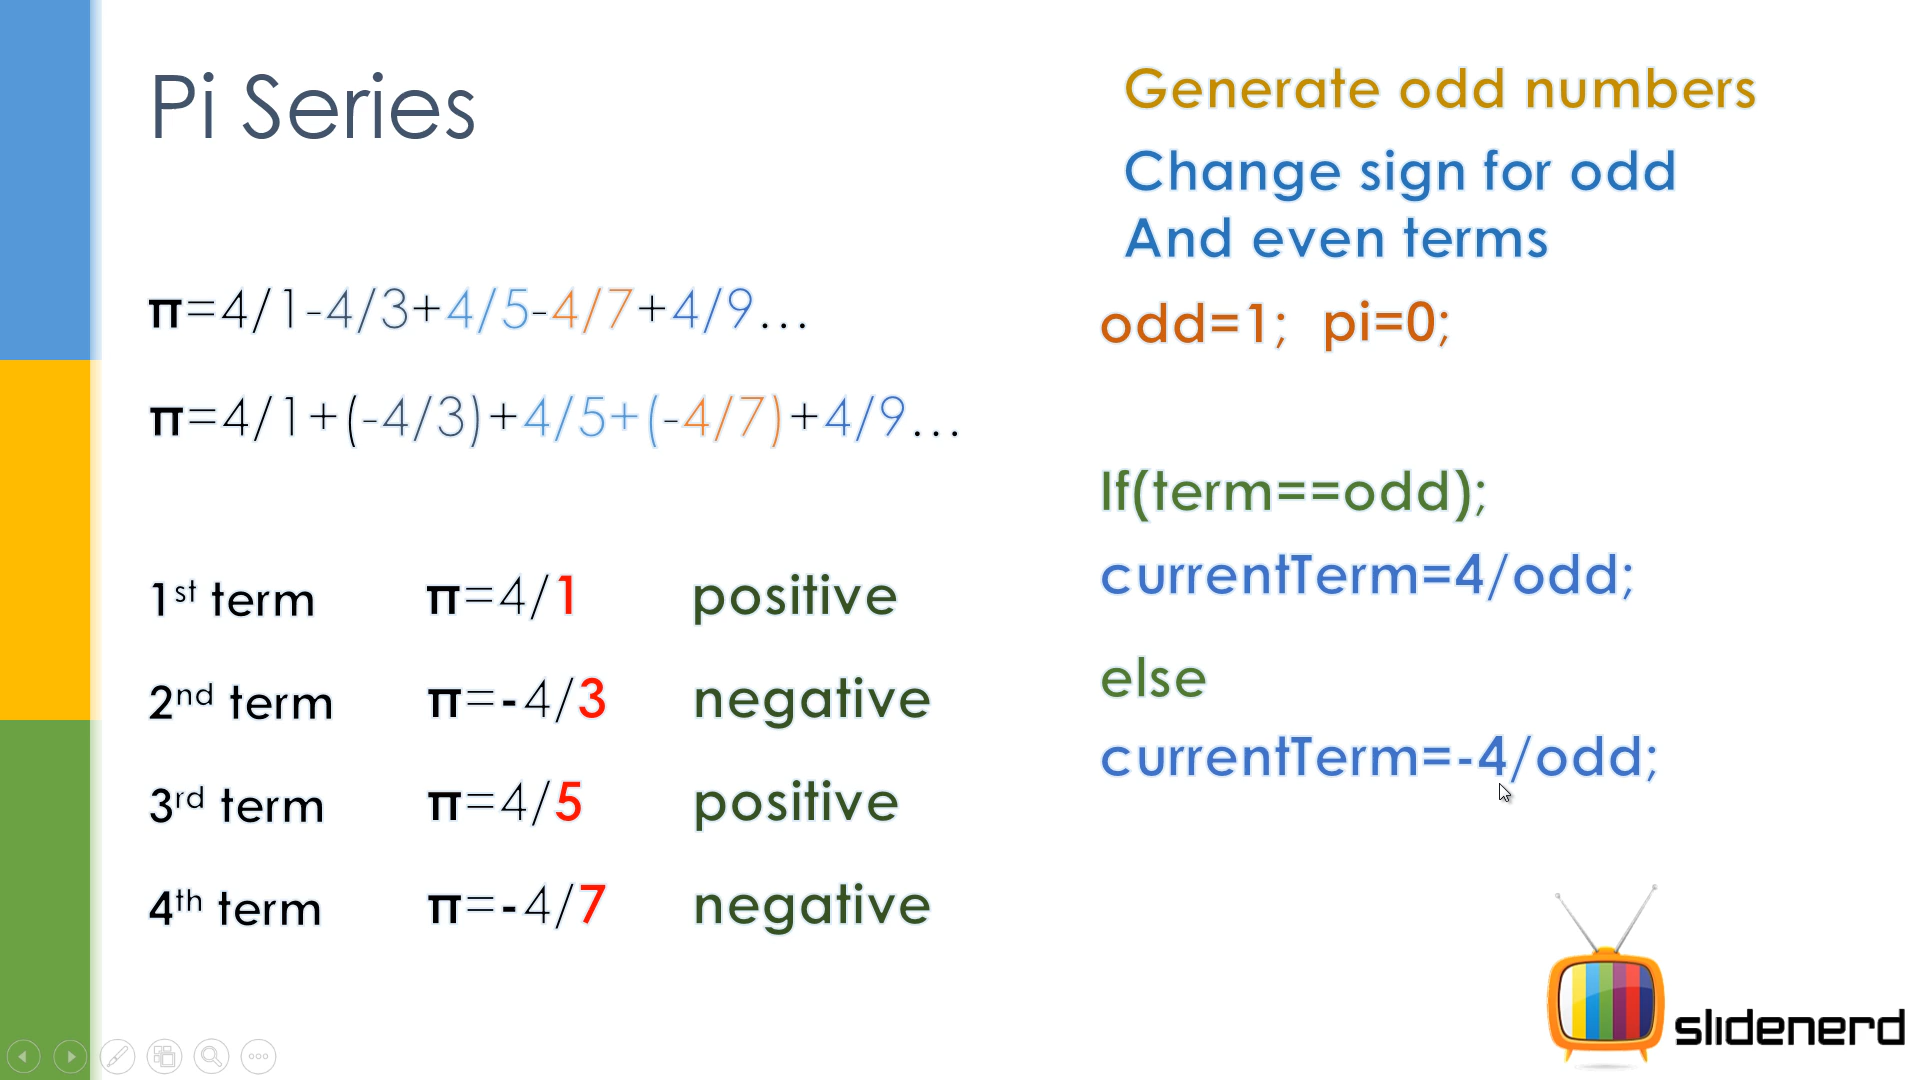 Pi Series
π=4/1-4/3+4/5-4/7+4/9...
π=4/1+(-4/3)+4/5+(-4/7)+4/9...
1st term π=4/1 positive
2nd term π=-4/3 negative
3rd term π=4/5 positive
4th term π=-4/7 negative
Generate odd numbers
Change sign for odd
And even terms
odd=1; pi=0;
If(term==odd);
currentTerm=4/odd;
else
currentTerm=-4/odd;
slidenerd